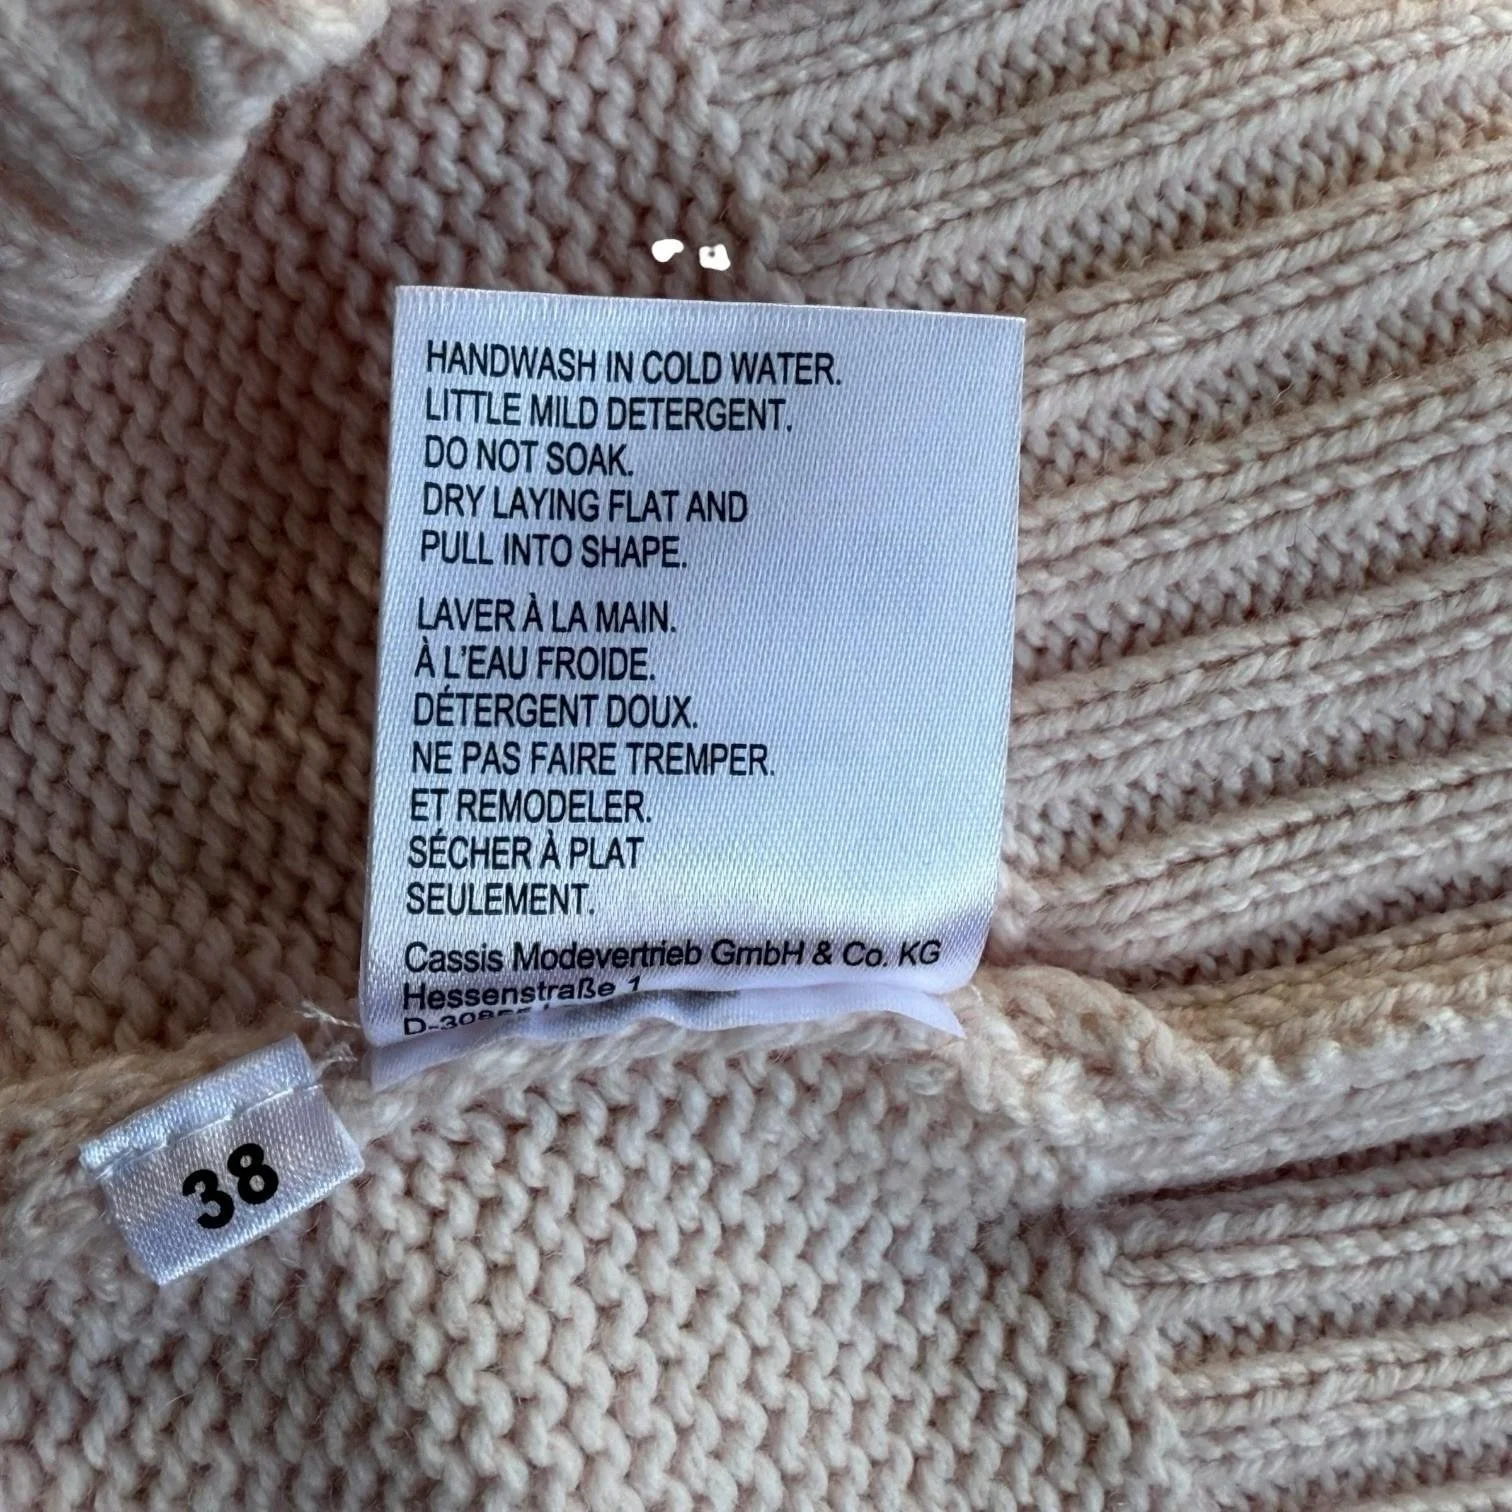 HANDWASH IN COLD WATER.
LITTLE MILD DETERGENT.
DO NOT SOAK.
DRY LAYING FLAT AND
PULL INTO SHAPE.
LAVER À LA MAIN.
À L'EAU FROIDE.
DÉTERGENT DOUX.
NE PAS FAIRE TREMPER.
ET REMODELER.
SÉCHER À PLAT
SEULEMENT.
Cassis Modevertrieb GmbH & Co. KG
Hessenstraße 1
38